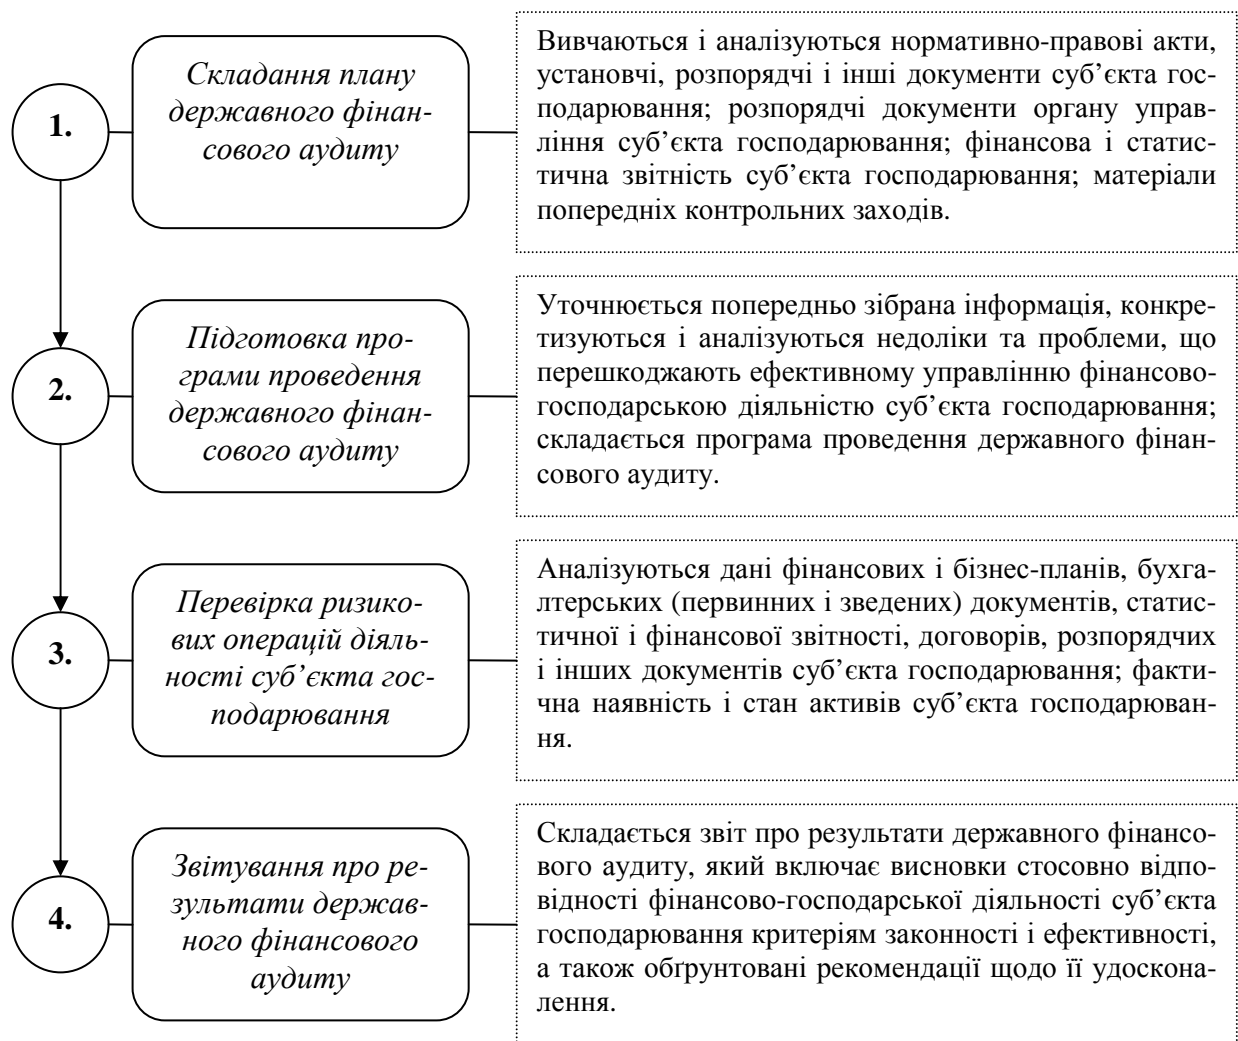 1.
Складання плану
державного фінан-
сового аудиту
Вивчаються і аналізуються нормативно-правові акти,
установчі, розпорядчі і інші документи суб’єкта гос-
подарювання; розпорядчі документи органу управ-
ління суб’єкта господарювання; фінансова і статис-
тична звітність суб’єкта господарювання; матеріали
попередніх контрольних заходів.
2.
Підготовка про-
грами проведення
державного фінан-
сового аудиту
Уточнюється попередньо зібрана інформація, конкре-
тизуються і аналізуються недоліки та проблеми, що
перешкоджають ефективному управлінню фінансово-
господарською діяльністю суб’єкта господарювання;
складається програма проведення державного фінан-
сового аудиту.
3.
Перевірка ризико-
вих операцій діяль-
ності суб’єкта гос-
подарювання
Аналізуються дані фінансових і бізнес-планів, бухга-
лтерських (первинних і зведених) документів, статис-
тичної і фінансової звітності, договорів, розпорядчих
і інших документів суб’єкта господарювання; факти-
чна наявність і стан активів суб’єкта господарюван-
ня.
4.
Звітування про ре-
зультати держав-
ного фінансового
аудиту
Складається звіт про результати державного фінансо-
вого аудиту, який включає висновки стосовно відпо-
відності фінансово-господарської діяльності суб’єкта
господарювання критеріям законності і ефективності,
а також обґрунтовані рекомендації щодо її удоскона-
лення.